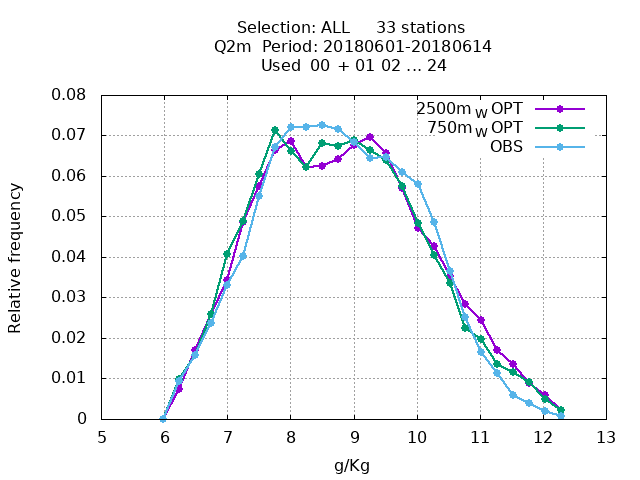 Selection: ALL 33 stations
Q2m Period: 20180601-20180614
Used 00 + 01 02 ... 24
2500m W OPT
750m W OPT
OBS
Relative frequency
0.08
0.07
0.06
0.05
0.04
0.03
0.02
0.01
0
5 6 7 8 9 10 11 12 13
g/Kg